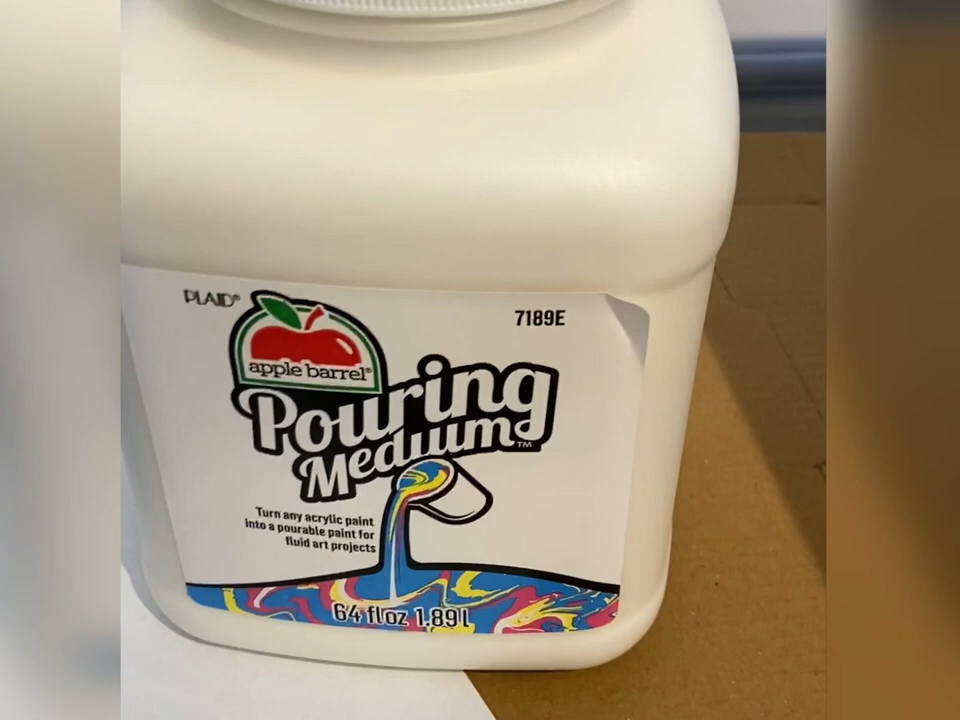 PLAID®
7189E
apple barrel®
Pouring
Medium™
Turn any acrylic paint
into a pourable paint for
fluid art projects
64 fl oz 1.89 L